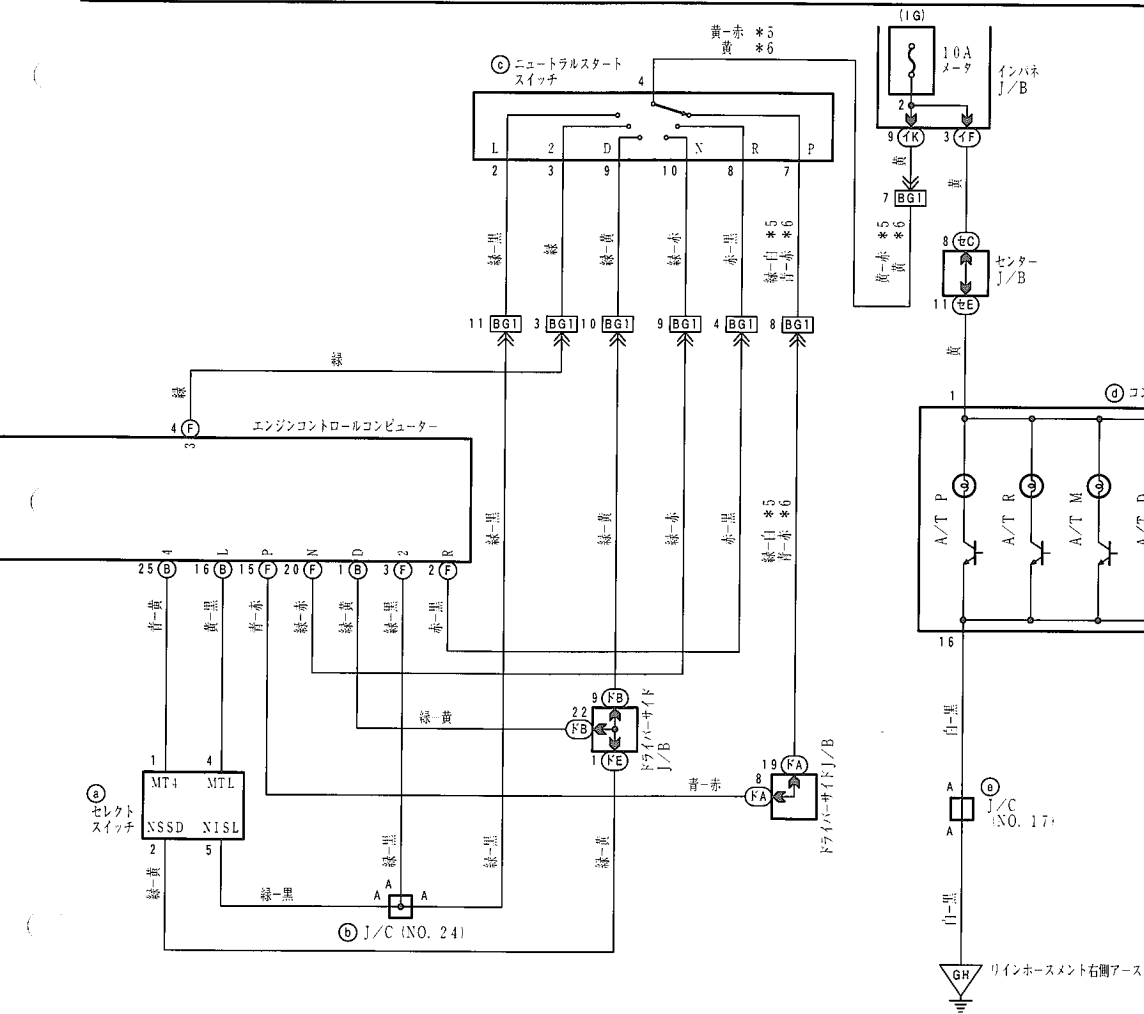 (IG)
黄-赤 *5
黄 *6
10A
メータ
インパネ
J/B
ⓒ ニュートラルスタート
スイッチ
4
2
9 イK
3 イF
L 2 D N R P
2 3 9 10 8 7
黄
黄
7 BG1
緑-黒
緑
緑-黄
緑-赤
赤-黒
緑-白 *5
青-赤 *6
黄-赤 *5
黄 *6
8 セC
センター
J/B
11 セE
11 BG1 3 BG1 10 BG1 9 BG1 4 BG1 8 BG1
緑
緑
黄
1
ⓓ コン
4 F
3
エンジンコントロールコンピューター
A/T P
A/T R
A/T M
A/T D
緑-黒
緑-黄
緑-赤
赤-黒
緑-白 *5
青-赤 *6
4 L P N D 2 R
25 B 16 B 15 F 20 F 1 B 3 F 2 F
青-黄
黄-黒
青-赤
緑-赤
緑-黄
緑-黒
赤-黒
16
9 ドB
22
ドB
緑-黄
1 ドE
ドライバーサイド
J/B
白-黒
1 4
MT4 MTL
ⓐ
セレクト
スイッチ
NSSD NISL
2 5
青-赤
19 ドA
8
ドA
ドライバーサイドJ/B
A
ⓔ
J/C
(NO. 17)
A
緑-黄
緑-黒
緑-黒
緑-黒
緑-黄
A
A A
ⓑ J/C (NO. 24)
白-黒
GH
リインホースメント右側アース